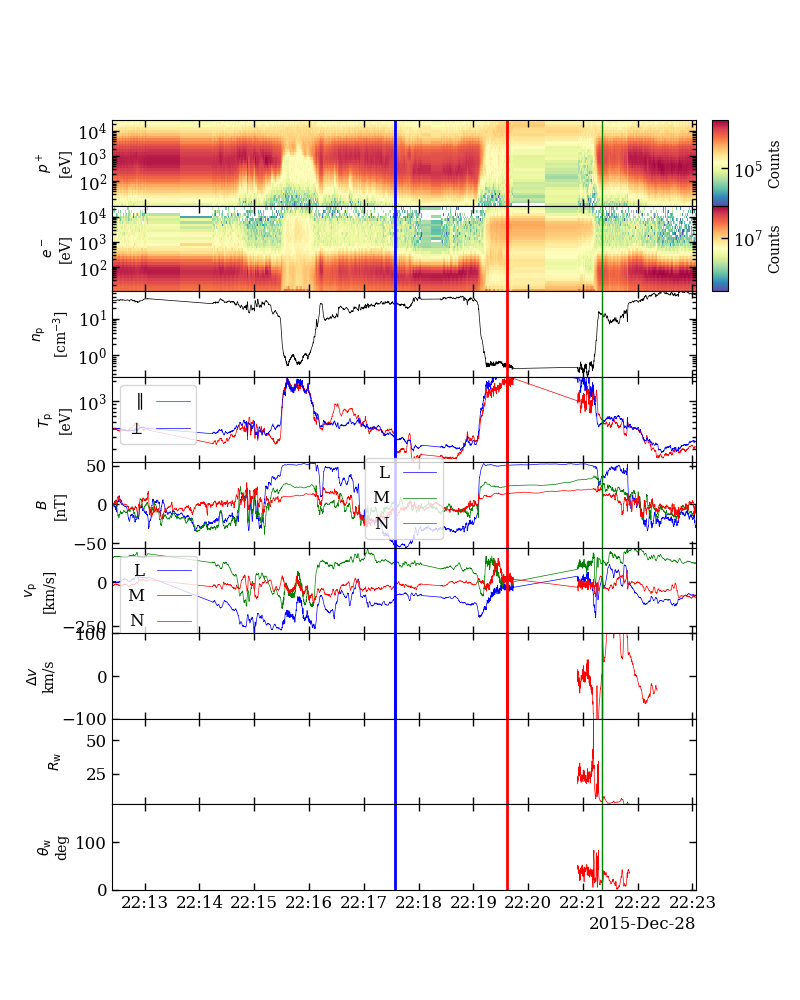 10⁴
10³
10²
p⁺
[eV]
10⁵
Counts
10⁴
10³
10²
e⁻
[eV]
10⁷
Counts
10¹
10⁰
nₚ
[cm⁻³]
10³
Tₚ
[eV]
∥
⊥
50
0
−50
B
[nT]
L
M
N
0
−250
vₚ
[km/s]
L
M
N
100
0
−100
Δv
km/s
50
25
R_w
100
0
θ_w
deg
22:13 22:14 22:15 22:16 22:17 22:18 22:19 22:20 22:21 22:22 22:23
2015-Dec-28